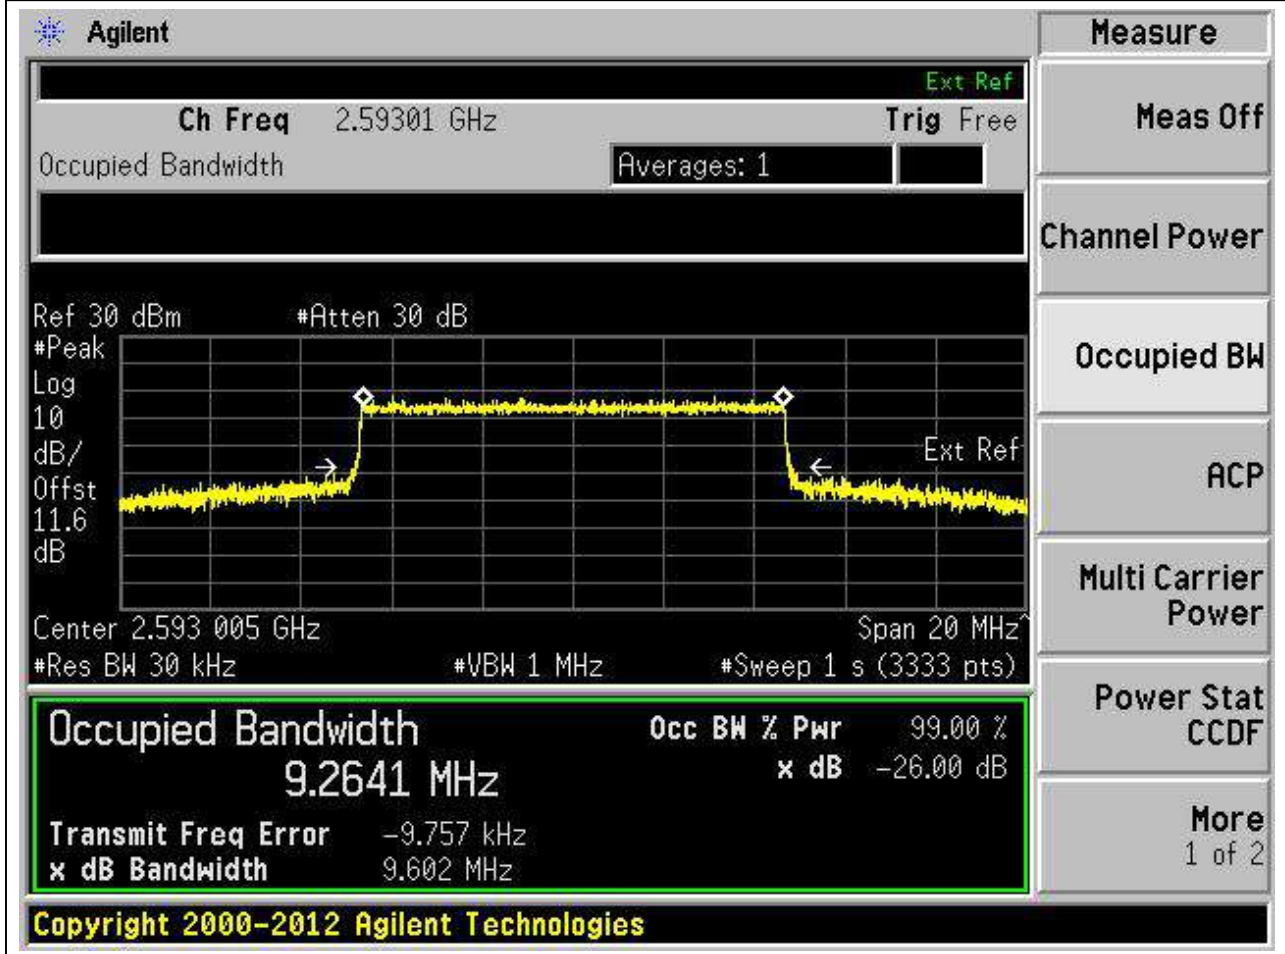 Agilent
Measure
Ext Ref
Ch Freq 2.59301 GHz Trig Free
Meas Off
Occupied Bandwidth Averages: 1
Channel Power
Ref 30 dBm #Atten 30 dB
#Peak
Log
10
dB/
Offst
11.6
dB
Ext Ref
Occupied BW
ACP
Center 2.593 005 GHz Span 20 MHz^
#Res BW 30 kHz #VBW 1 MHz #Sweep 1 s (3333 pts)
Multi Carrier
Power
Occupied Bandwidth Occ BW % Pwr 99.00 %
9.2641 MHz x dB -26.00 dB
Transmit Freq Error -9.757 kHz
x dB Bandwidth 9.602 MHz
Power Stat
CCDF
More
1 of 2
Copyright 2000-2012 Agilent Technologies